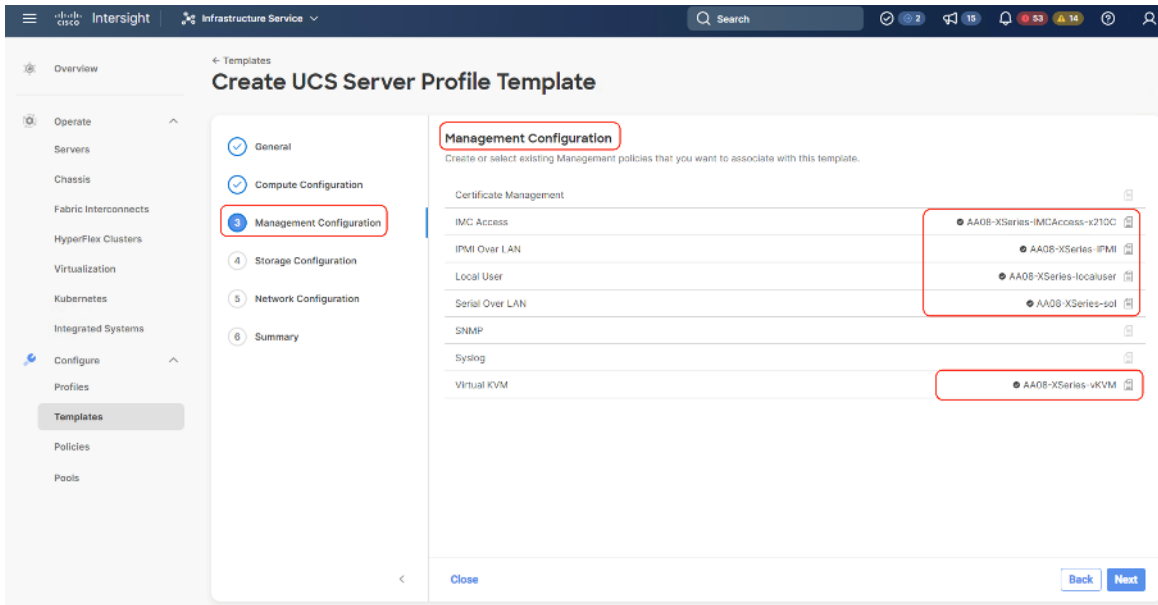 cisco Intersight
Infrastructure Service
Search
2
15
53
14
Overview
Operate
Servers
Chassis
Fabric Interconnects
HyperFlex Clusters
Virtualization
Kubernetes
Integrated Systems
Configure
Profiles
Templates
Policies
Pools
← Templates
Create UCS Server Profile Template
General
Compute Configuration
3 Management Configuration
4 Storage Configuration
5 Network Configuration
6 Summary
Management Configuration
Create or select existing Management policies that you want to associate with this template.
Certificate Management
IMC Access AA08-XSeries-IMCAccess-x210C
IPMI Over LAN AA08-XSeries-IPMI
Local User AA08-XSeries-localuser
Serial Over LAN AA08-XSeries-sol
SNMP
Syslog
Virtual KVM AA08-XSeries-vKVM
Close Back Next